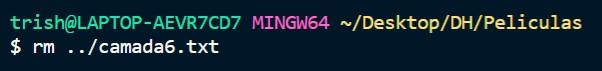 trish@LAPTOP-AEVR7CD7 MINGW64 ~/Desktop/DH/Peliculas
$ rm ../camada6.txt